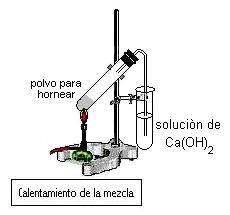 polvo para
hornear
soluciòn de
Ca(OH)₂
Calentamiento de la mezcla